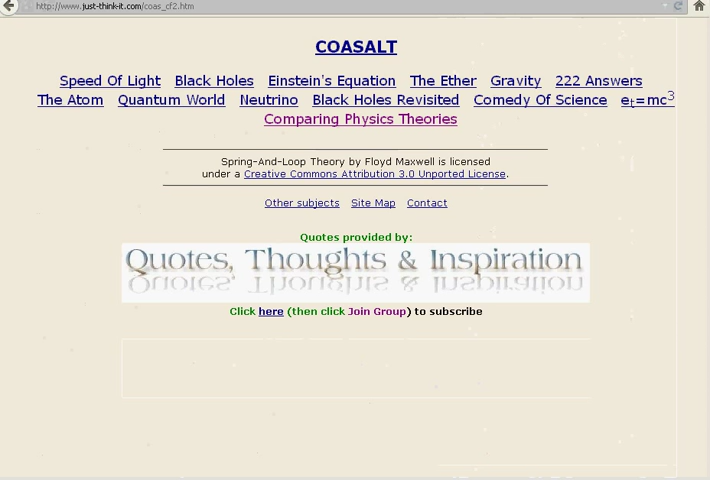 http://www.just-think-it.com/coas_cf2.htm
COASALT
Speed Of Light Black Holes Einstein's Equation The Ether Gravity 222 Answers
The Atom Quantum World Neutrino Black Holes Revisited Comedy Of Science et=mc3
Comparing Physics Theories
Spring-And-Loop Theory by Floyd Maxwell is licensed
under a Creative Commons Attribution 3.0 Unported License.
Other subjects Site Map Contact
Quotes provided by:
Quotes, Thoughts & Inspiration
Click here (then click Join Group) to subscribe